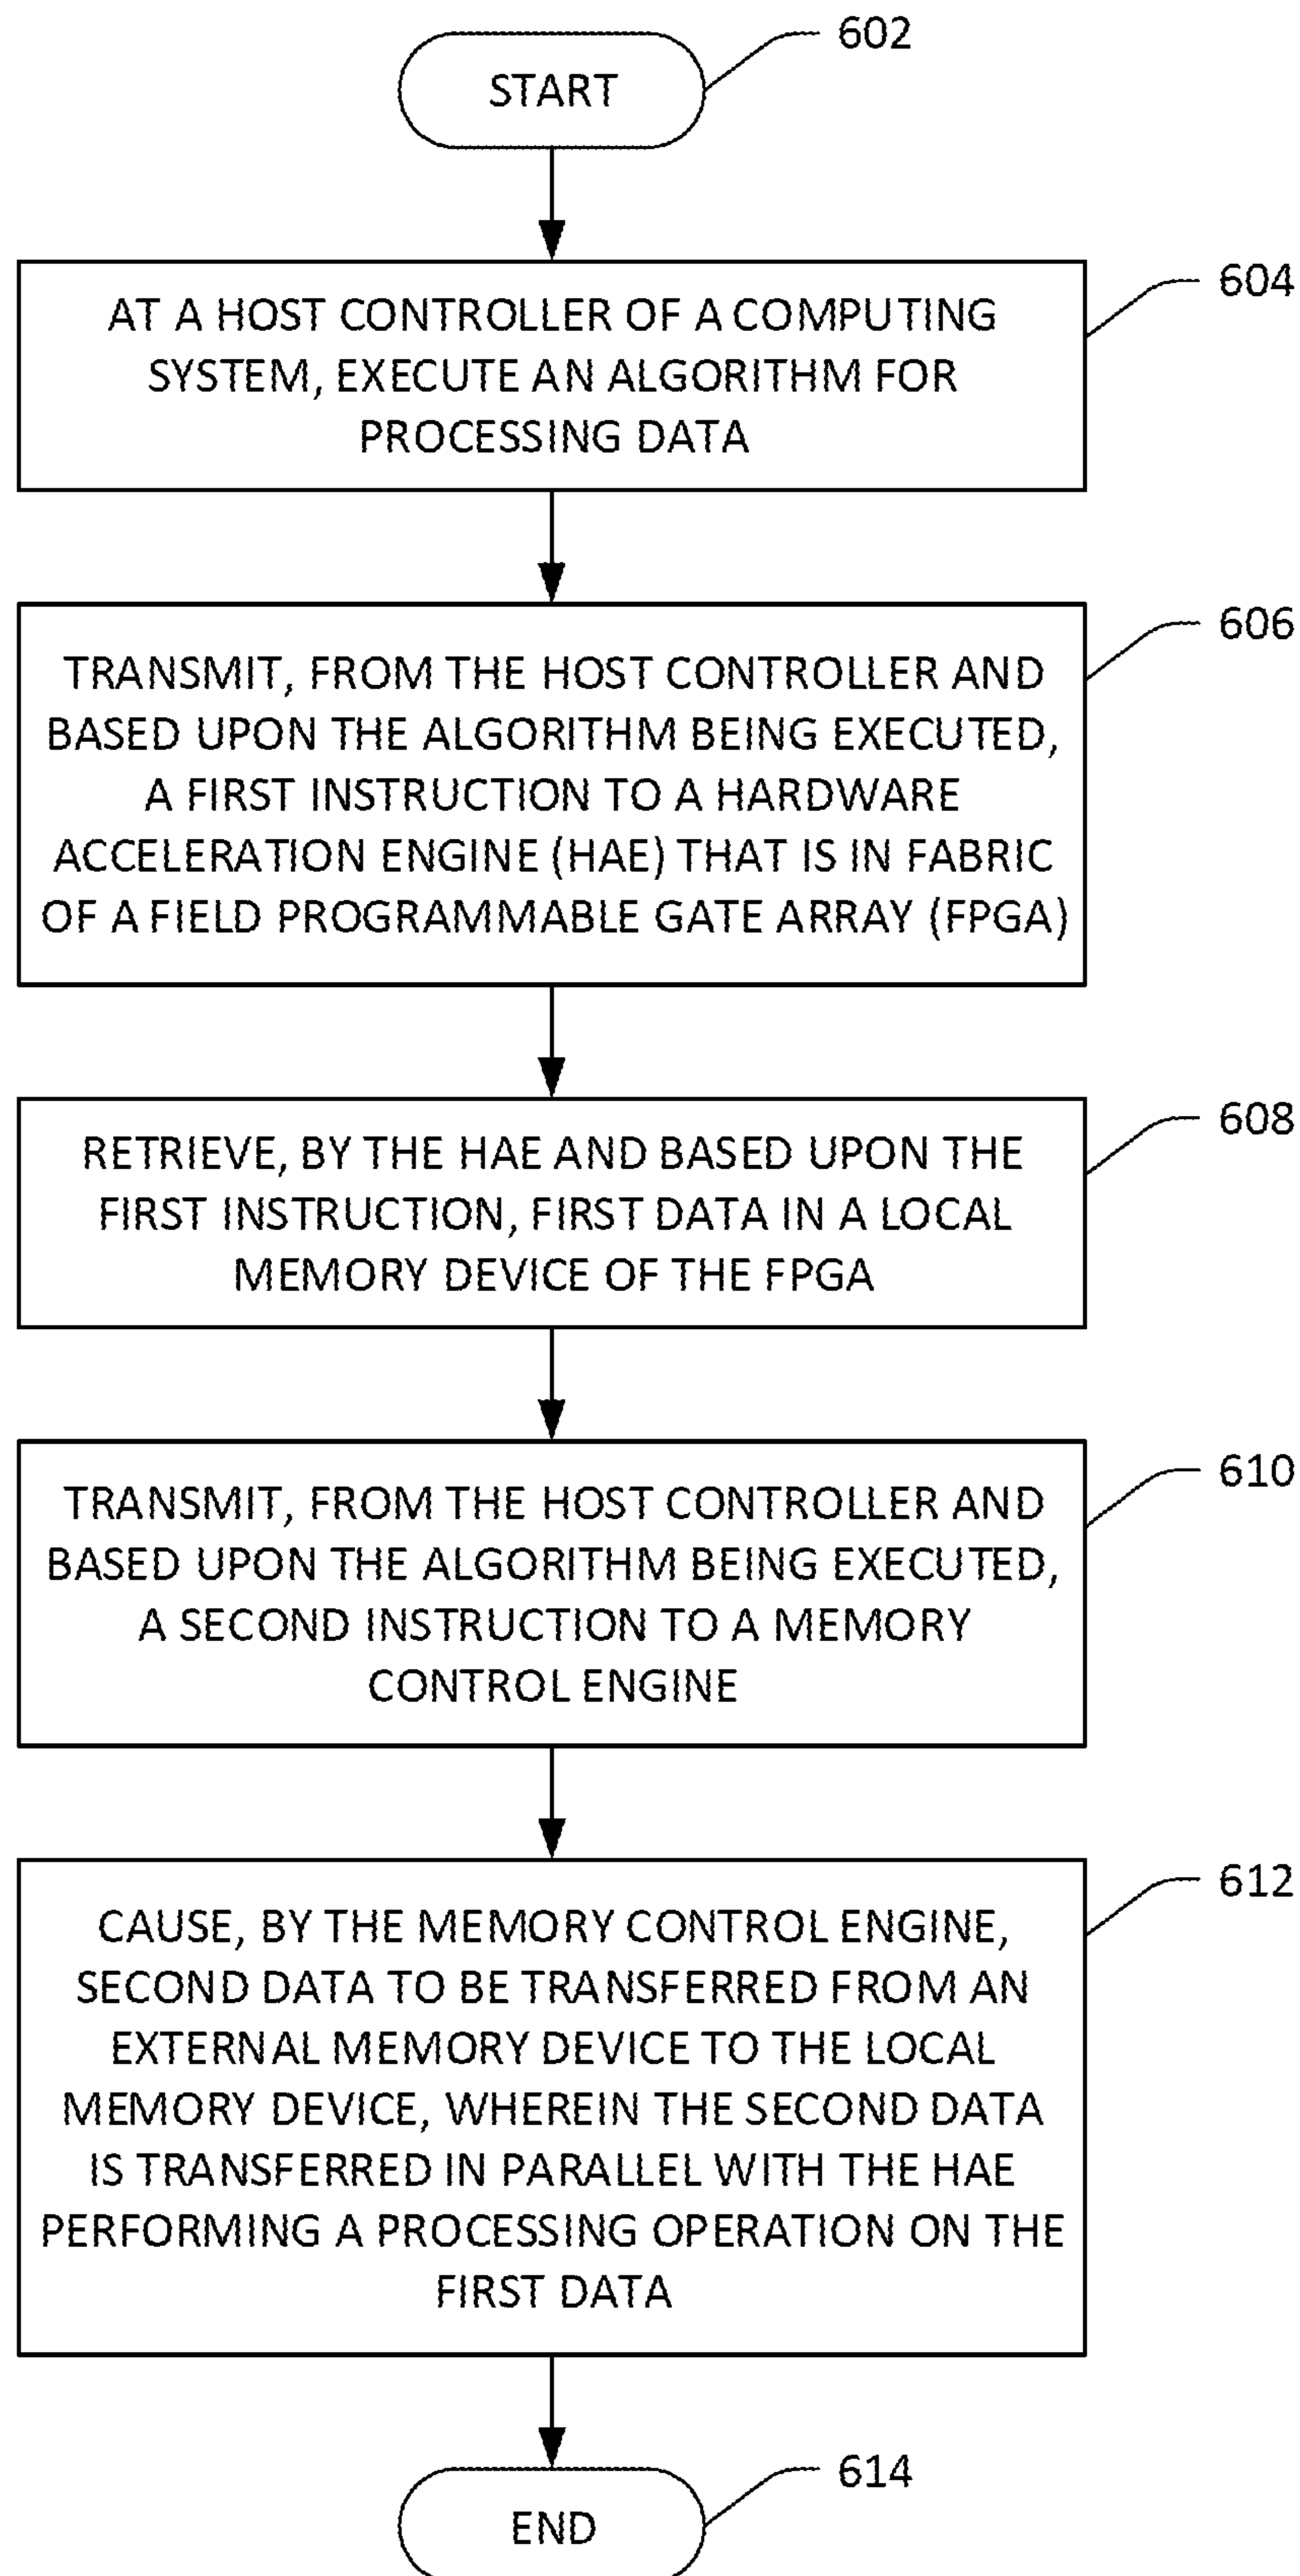 START
602
AT A HOST CONTROLLER OF A COMPUTING
SYSTEM, EXECUTE AN ALGORITHM FOR
PROCESSING DATA
604
TRANSMIT, FROM THE HOST CONTROLLER AND
BASED UPON THE ALGORITHM BEING EXECUTED,
A FIRST INSTRUCTION TO A HARDWARE
ACCELERATION ENGINE (HAE) THAT IS IN FABRIC
OF A FIELD PROGRAMMABLE GATE ARRAY (FPGA)
606
RETRIEVE, BY THE HAE AND BASED UPON THE
FIRST INSTRUCTION, FIRST DATA IN A LOCAL
MEMORY DEVICE OF THE FPGA
608
TRANSMIT, FROM THE HOST CONTROLLER AND
BASED UPON THE ALGORITHM BEING EXECUTED,
A SECOND INSTRUCTION TO A MEMORY
CONTROL ENGINE
610
CAUSE, BY THE MEMORY CONTROL ENGINE,
SECOND DATA TO BE TRANSFERRED FROM AN
EXTERNAL MEMORY DEVICE TO THE LOCAL
MEMORY DEVICE, WHEREIN THE SECOND DATA
IS TRANSFERRED IN PARALLEL WITH THE HAE
PERFORMING A PROCESSING OPERATION ON THE
FIRST DATA
612
END
614